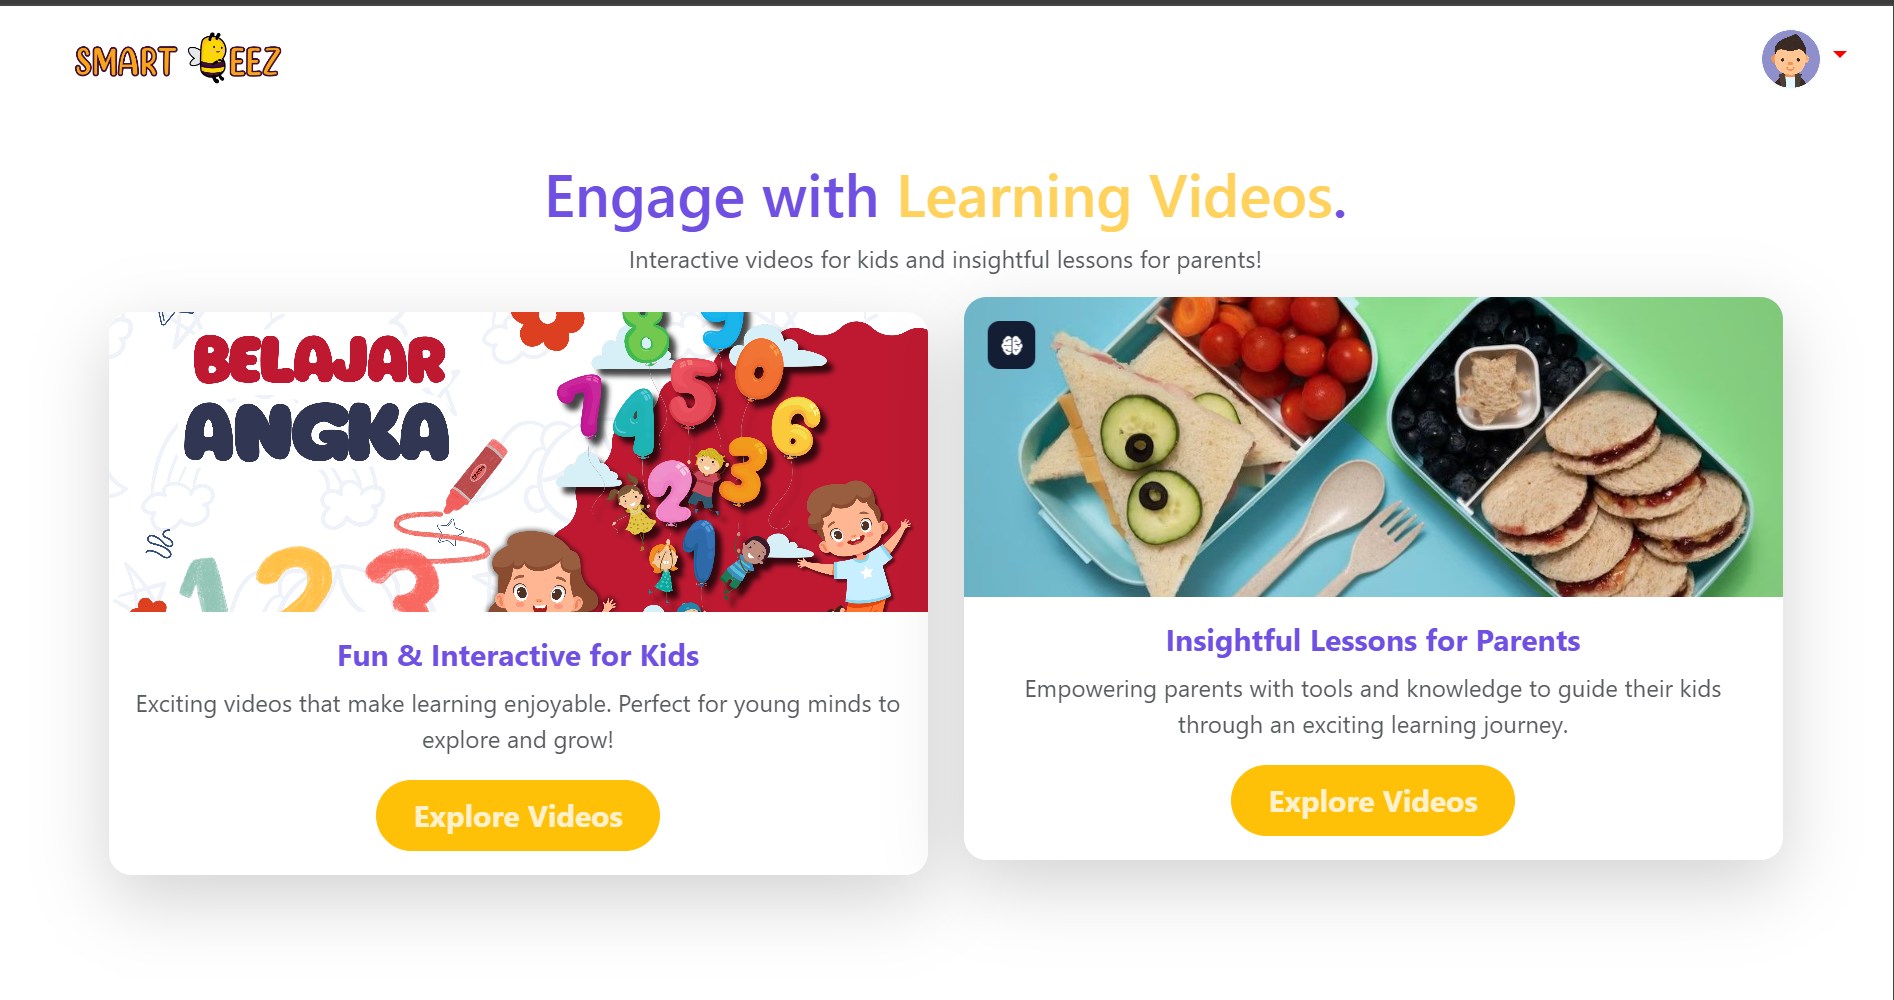 SMART BEEZ
Engage with Learning Videos.
Interactive videos for kids and insightful lessons for parents!
BELAJAR
ANGKA
8 9
7 4 5 0
6
2 3
1
1 2 3
Fun & Interactive for Kids
Exciting videos that make learning enjoyable. Perfect for young minds to
explore and grow!
Explore Videos
Insightful Lessons for Parents
Empowering parents with tools and knowledge to guide their kids
through an exciting learning journey.
Explore Videos